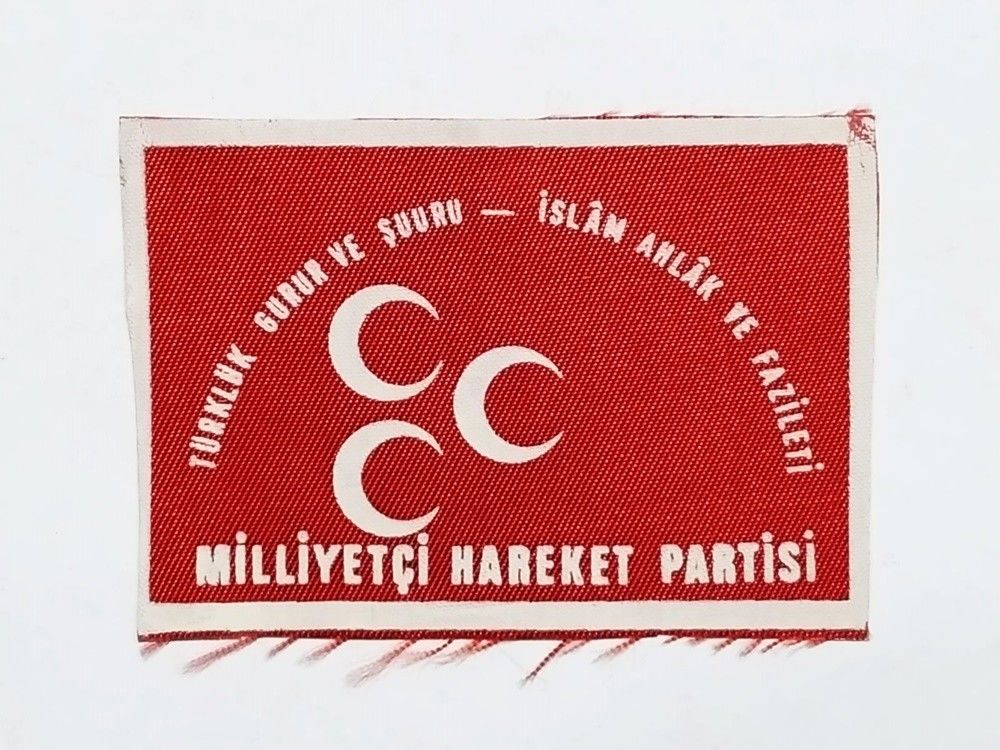 TÜRKLÜK GURUR VE ŞUURU — İSLÂM AHLÂK VE FAZİLETİ
MİLLİYETÇİ HAREKET PARTİSİ